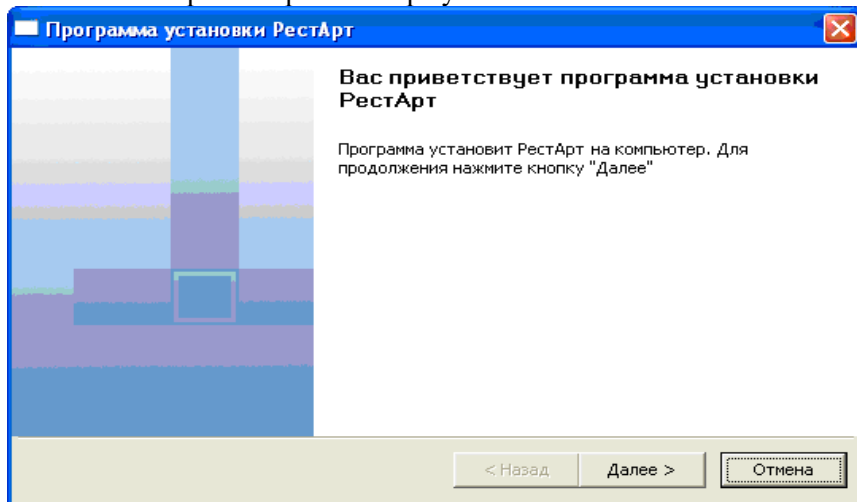 Программа установки РестАрт
Вас приветствует программа установки
РестАрт
Программа установит РестАрт на компьютер. Для
продолжения нажмите кнопку "Далее"
< Назад
Далее >
Отмена